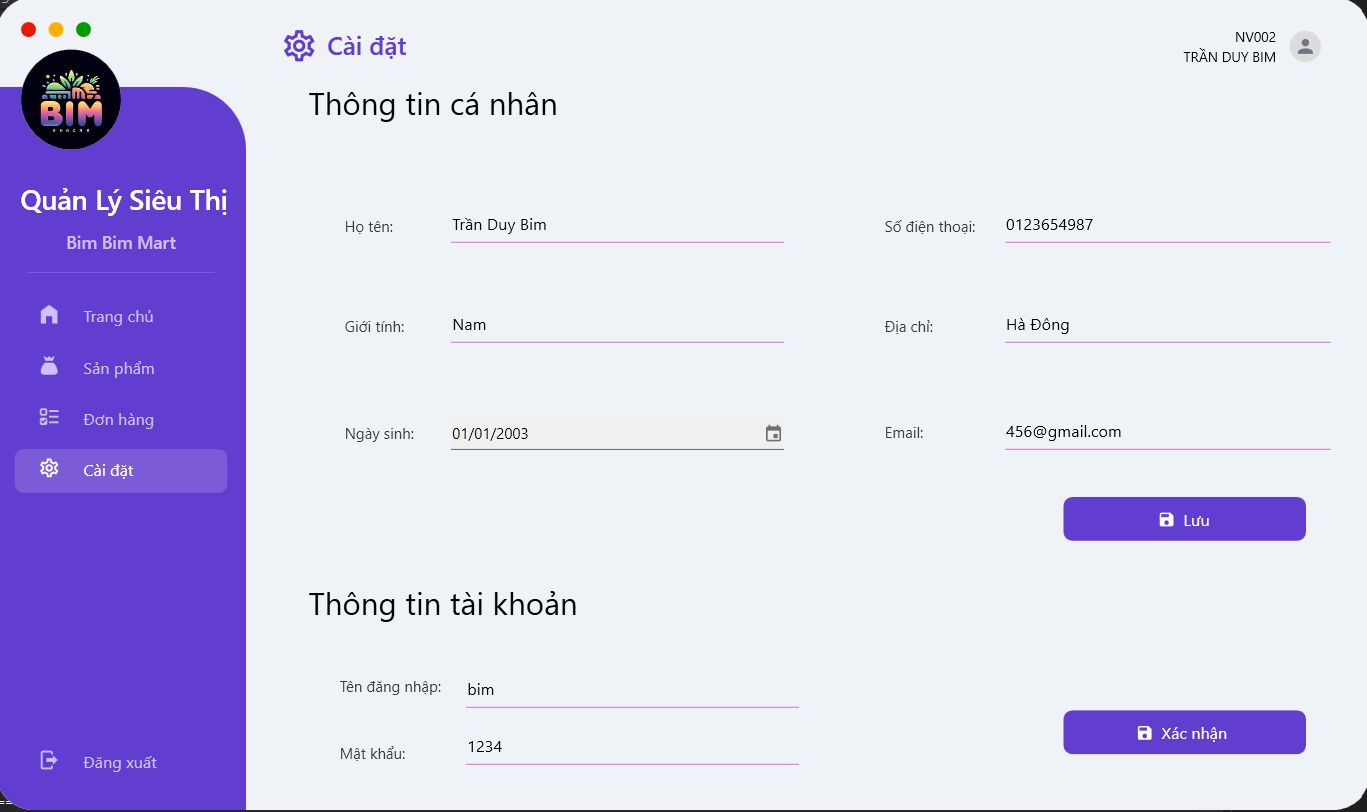 Cài đặt
NV002
TRẦN DUY BIM
BIM
Quản Lý Siêu Thị
Bim Bim Mart
Trang chủ
Sản phẩm
Đơn hàng
Cài đặt
Đăng xuất
Thông tin cá nhân
Họ tên: Trần Duy Bim
Số điện thoại: 0123654987
Giới tính: Nam
Địa chỉ: Hà Đông
Ngày sinh: 01/01/2003
Email: 456@gmail.com
Lưu
Thông tin tài khoản
Tên đăng nhập: bim
Mật khẩu: 1234
Xác nhận